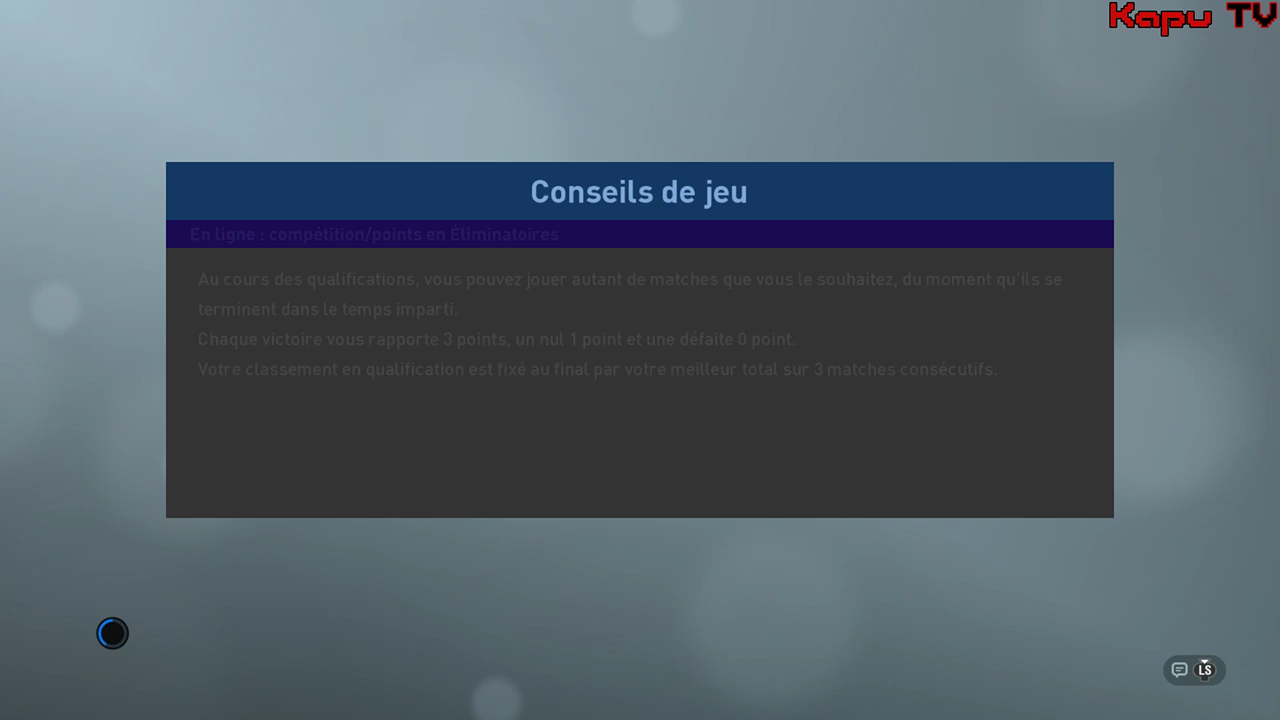 Kapu TV
Conseils de jeu
En ligne : compétition/points en Éliminatoires
Au cours des qualifications, vous pouvez jouer autant de matches que vous le souhaitez, du moment qu'ils se
terminent dans le temps imparti.
Chaque victoire vous rapporte 3 points, un nul 1 point et une défaite 0 point.
Votre classement en qualification est fixé au final par votre meilleur total sur 3 matches consécutifs.
LS